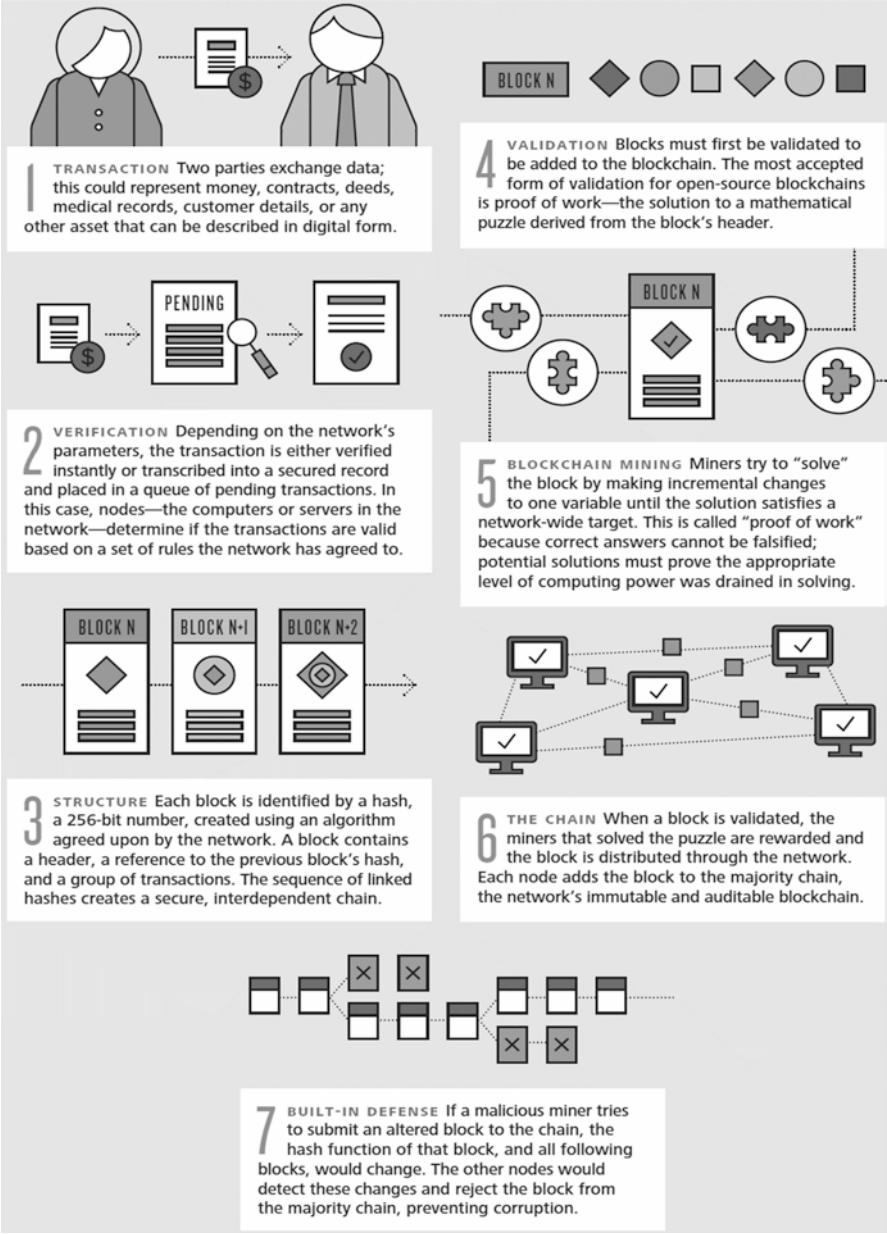 $
1 TRANSACTION Two parties exchange data;
this could represent money, contracts, deeds,
medical records, customer details, or any
other asset that can be described in digital form.
$
PENDING
2 VERIFICATION Depending on the network’s
parameters, the transaction is either verified
instantly or transcribed into a secured record
and placed in a queue of pending transactions. In
this case, nodes—the computers or servers in the
network—determine if the transactions are valid
based on a set of rules the network has agreed to.
BLOCK N
BLOCK N+1
BLOCK N+2
3 STRUCTURE Each block is identified by a hash,
a 256-bit number, created using an algorithm
agreed upon by the network. A block contains
a header, a reference to the previous block’s hash,
and a group of transactions. The sequence of linked
hashes creates a secure, interdependent chain.
BLOCK N
4 VALIDATION Blocks must first be validated to
be added to the blockchain. The most accepted
form of validation for open-source blockchains
is proof of work—the solution to a mathematical
puzzle derived from the block’s header.
BLOCK N
5 BLOCKCHAIN MINING Miners try to “solve”
the block by making incremental changes
to one variable until the solution satisfies a
network-wide target. This is called “proof of work”
because correct answers cannot be falsified;
potential solutions must prove the appropriate
level of computing power was drained in solving.
6 THE CHAIN When a block is validated, the
miners that solved the puzzle are rewarded and
the block is distributed through the network.
Each node adds the block to the majority chain,
the network’s immutable and auditable blockchain.
7 BUILT-IN DEFENSE If a malicious miner tries
to submit an altered block to the chain, the
hash function of that block, and all following
blocks, would change. The other nodes would
detect these changes and reject the block from
the majority chain, preventing corruption.